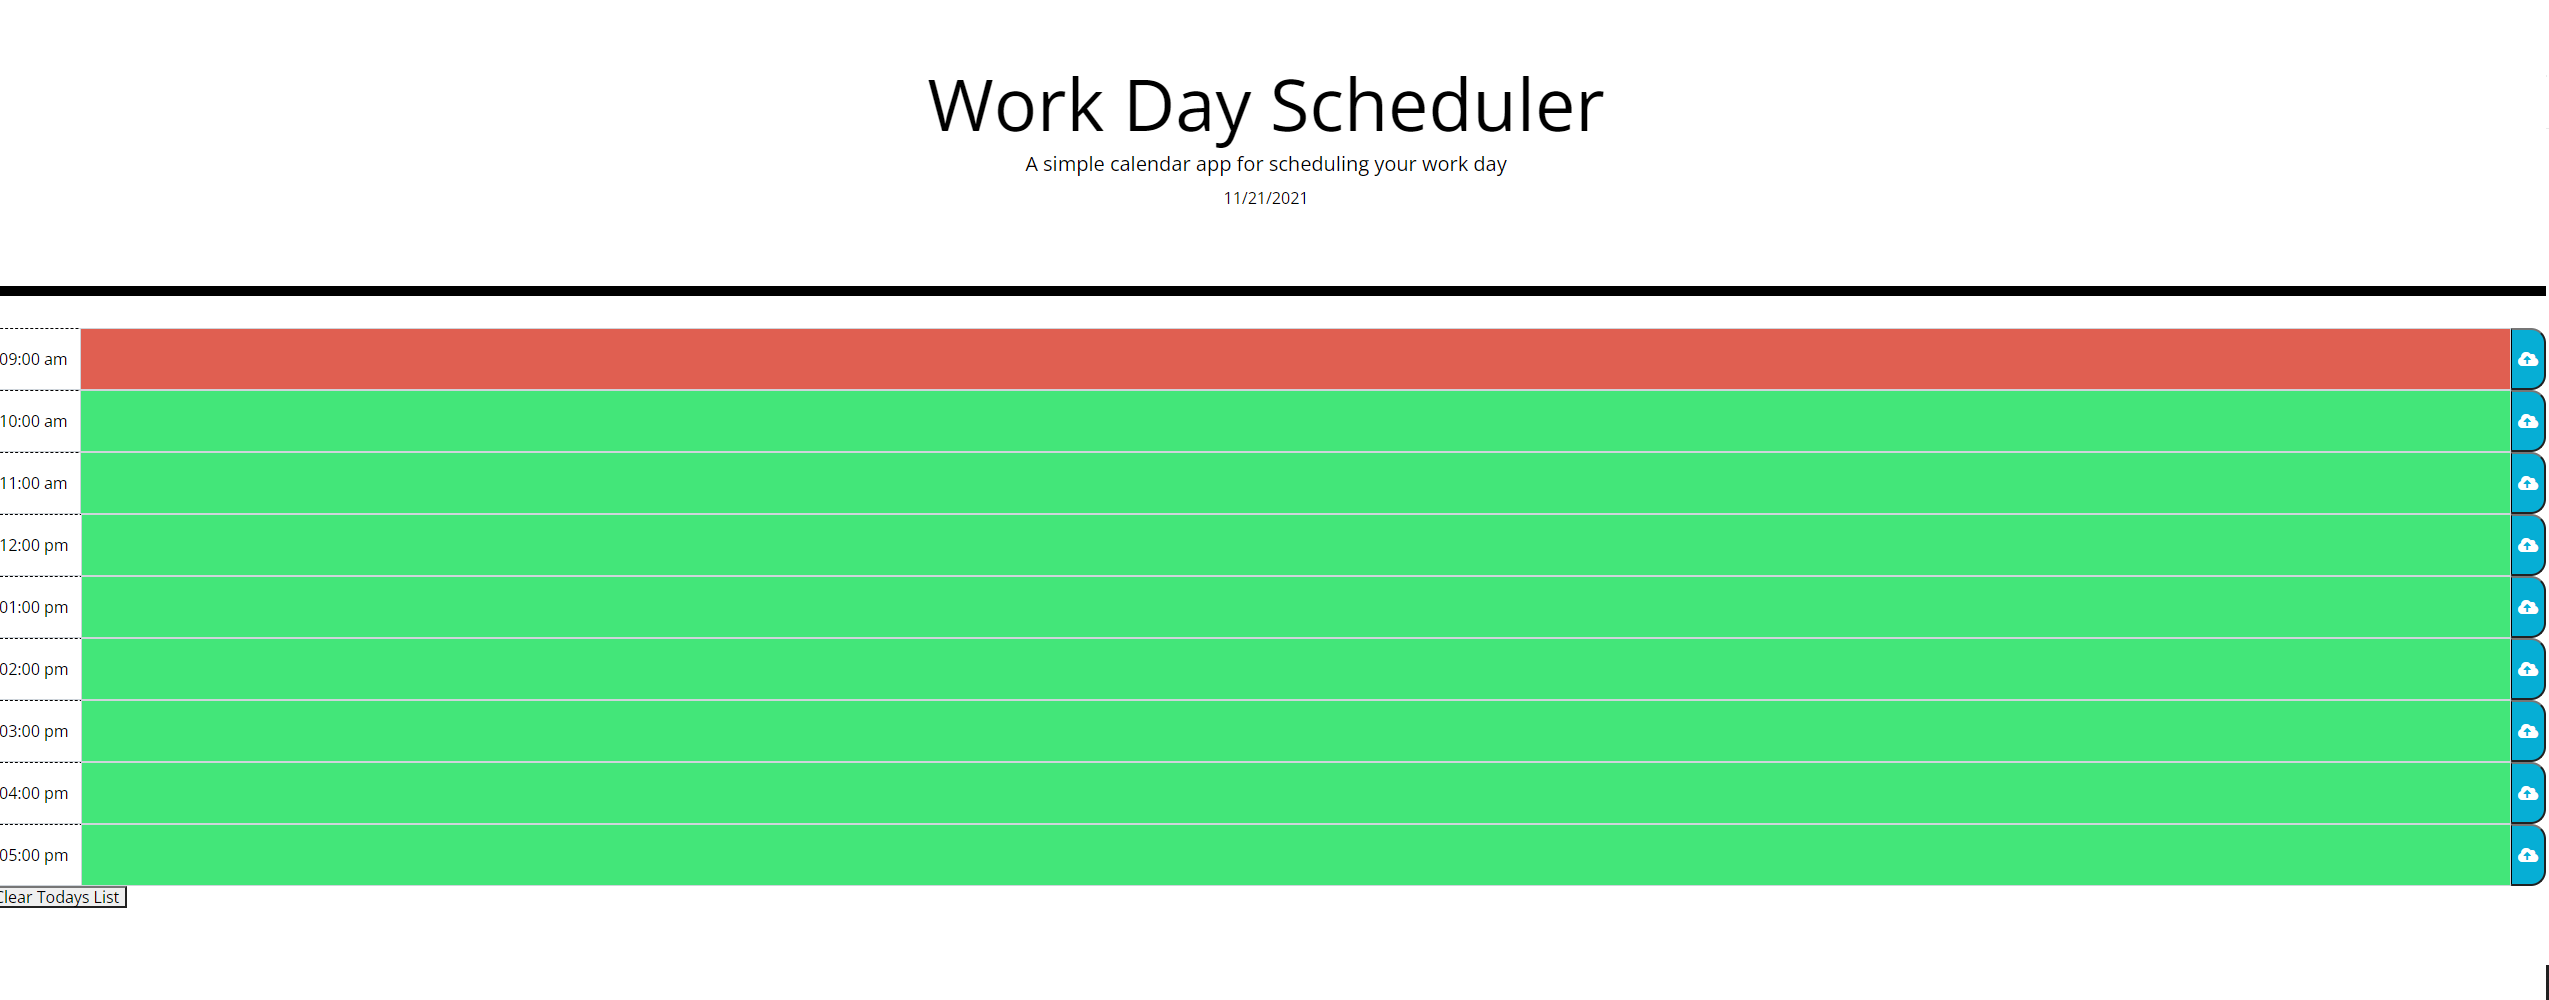 Work Day Scheduler
A simple calendar app for scheduling your work day
11/21/2021
09:00 am
10:00 am
11:00 am
12:00 pm
01:00 pm
02:00 pm
03:00 pm
04:00 pm
05:00 pm
Clear Todays List